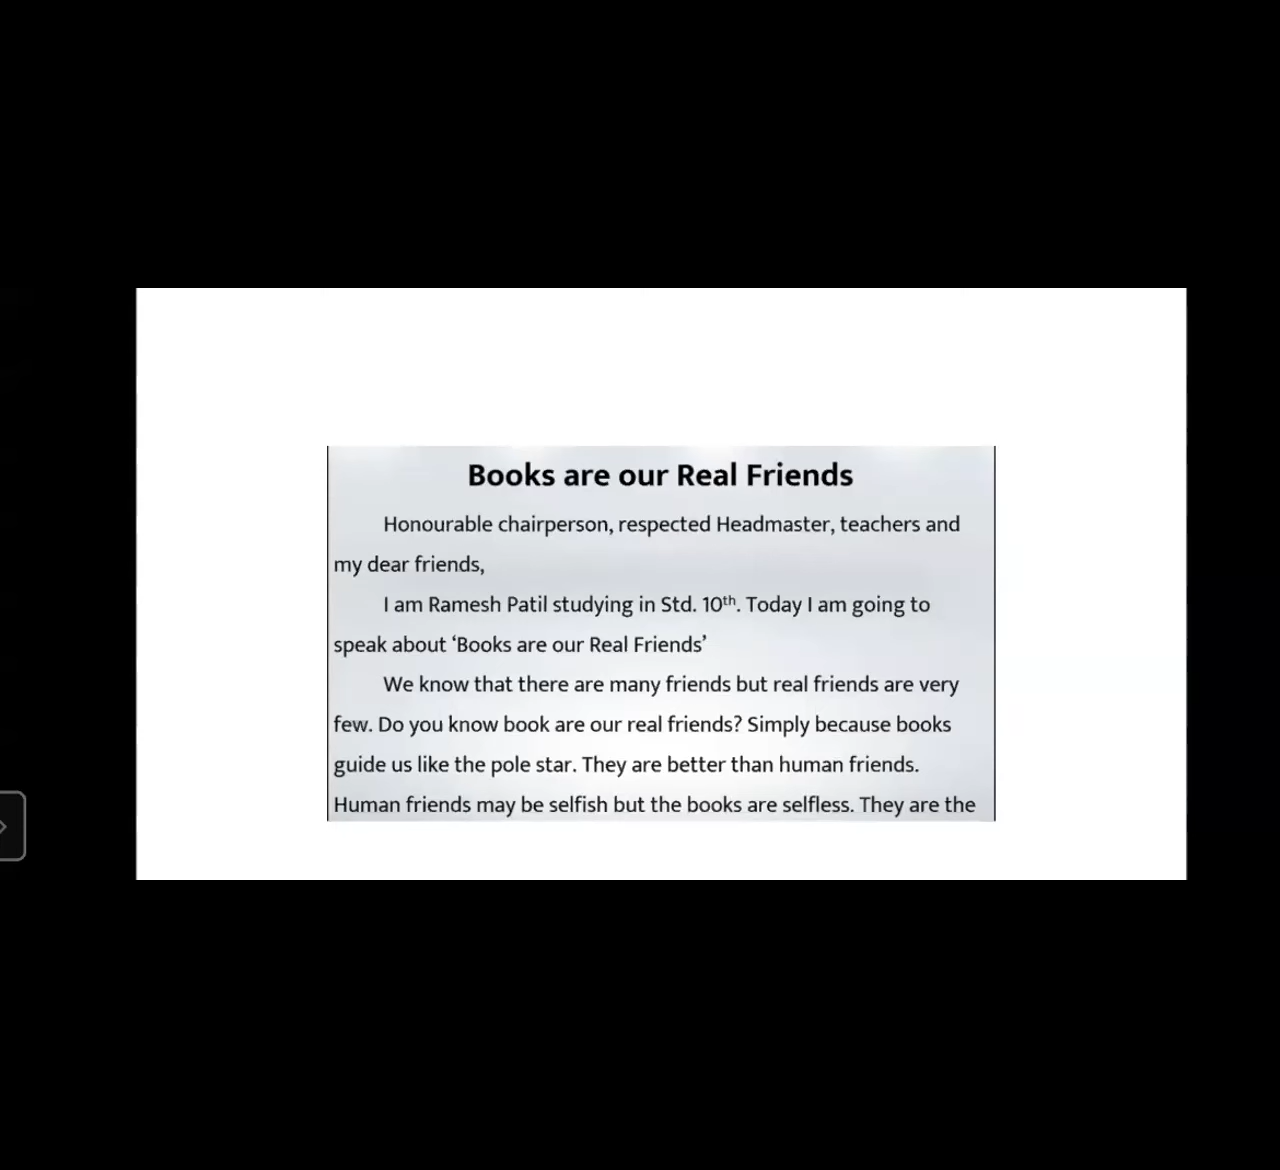 Books are our Real Friends
Honourable chairperson, respected Headmaster, teachers and
my dear friends,
I am Ramesh Patil studying in Std. 10th. Today I am going to
speak about ‘Books are our Real Friends’
We know that there are many friends but real friends are very
few. Do you know book are our real friends? Simply because books
guide us like the pole star. They are better than human friends.
Human friends may be selfish but the books are selfless. They are the